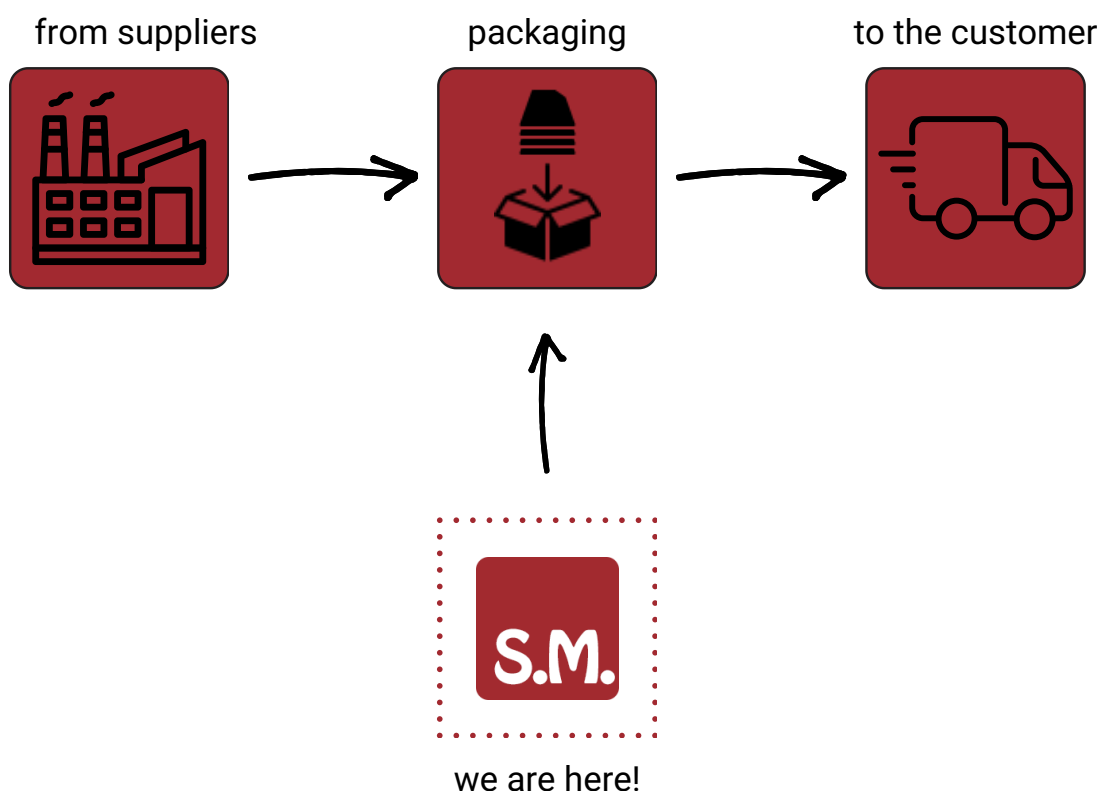 from suppliers
packaging
to the customer
S.M.
we are here!